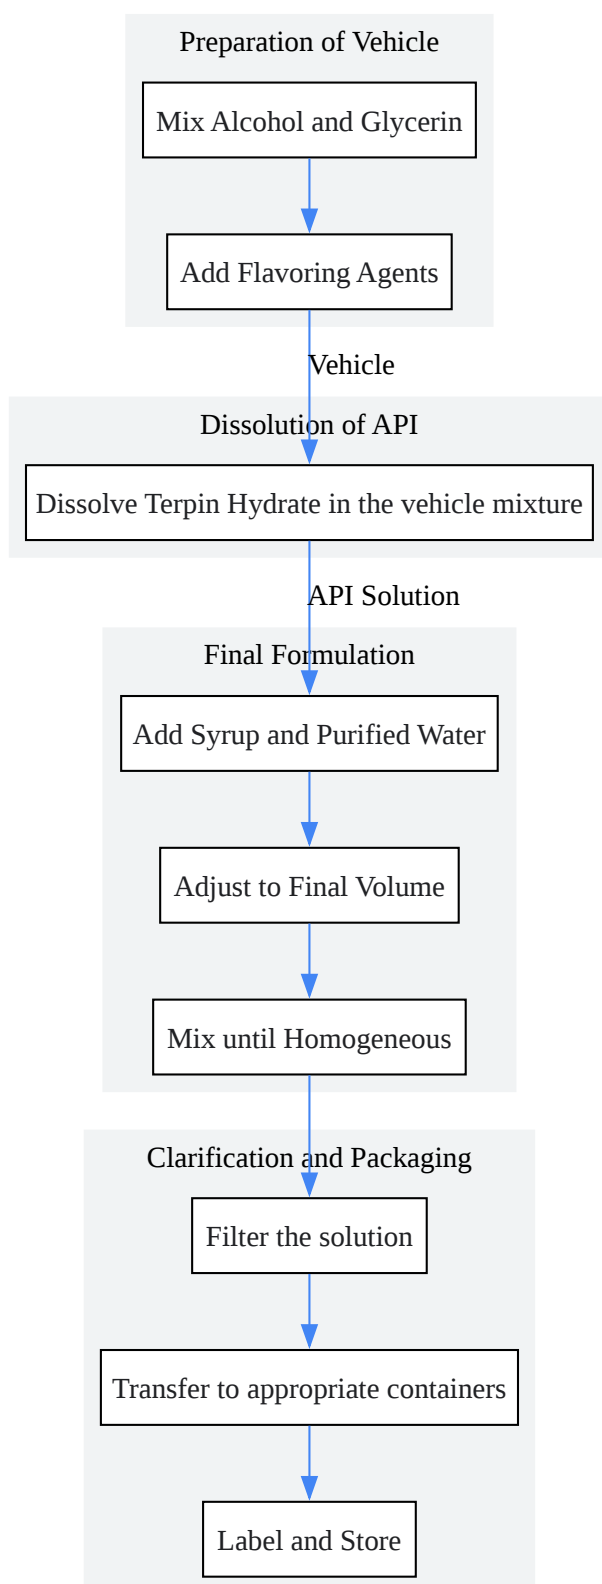 Preparation of Vehicle
Mix Alcohol and Glycerin
Add Flavoring Agents
Vehicle
Dissolution of API
Dissolve Terpin Hydrate in the vehicle mixture
API Solution
Final Formulation
Add Syrup and Purified Water
Adjust to Final Volume
Mix until Homogeneous
Clarification and Packaging
Filter the solution
Transfer to appropriate containers
Label and Store